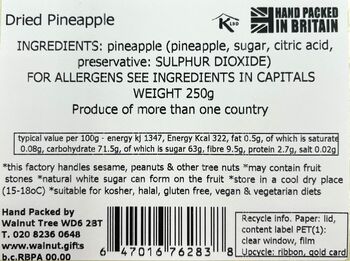 Dried Pineapple
K LBD
HAND PACKED
IN BRITAIN
INGREDIENTS: pineapple (pineapple, sugar, citric acid,
preservative: SULPHUR DIOXIDE)
FOR ALLERGENS SEE INGREDIENTS IN CAPITALS
WEIGHT 250g
Produce of more than one country
typical value per 100g - energy kj 1347, Energy Kcal 322, fat 0.5g, of which is saturate
0.08g, carbohydrate 71.5g, of which is sugar 63g, fibre 9.5g, protein 2.7g, salt 0.02g
*this factory handles sesame, peanuts & other tree nuts *may contain fruit
stones *natural white sugar can form on the fruit *store in a cool dry place
(15-18oC) *suitable for kosher, halal, gluten free, vegan & vegetarian diets
Hand Packed by
Walnut Tree WD6 2BT
T. 020 8236 0648
www.walnut.gifts
b.c.RBPA 00.00
6 47016 76283 8
Recycle info. Paper: lid,
content label PET(1):
clear window, film
Upcycle: ribbon, gold card